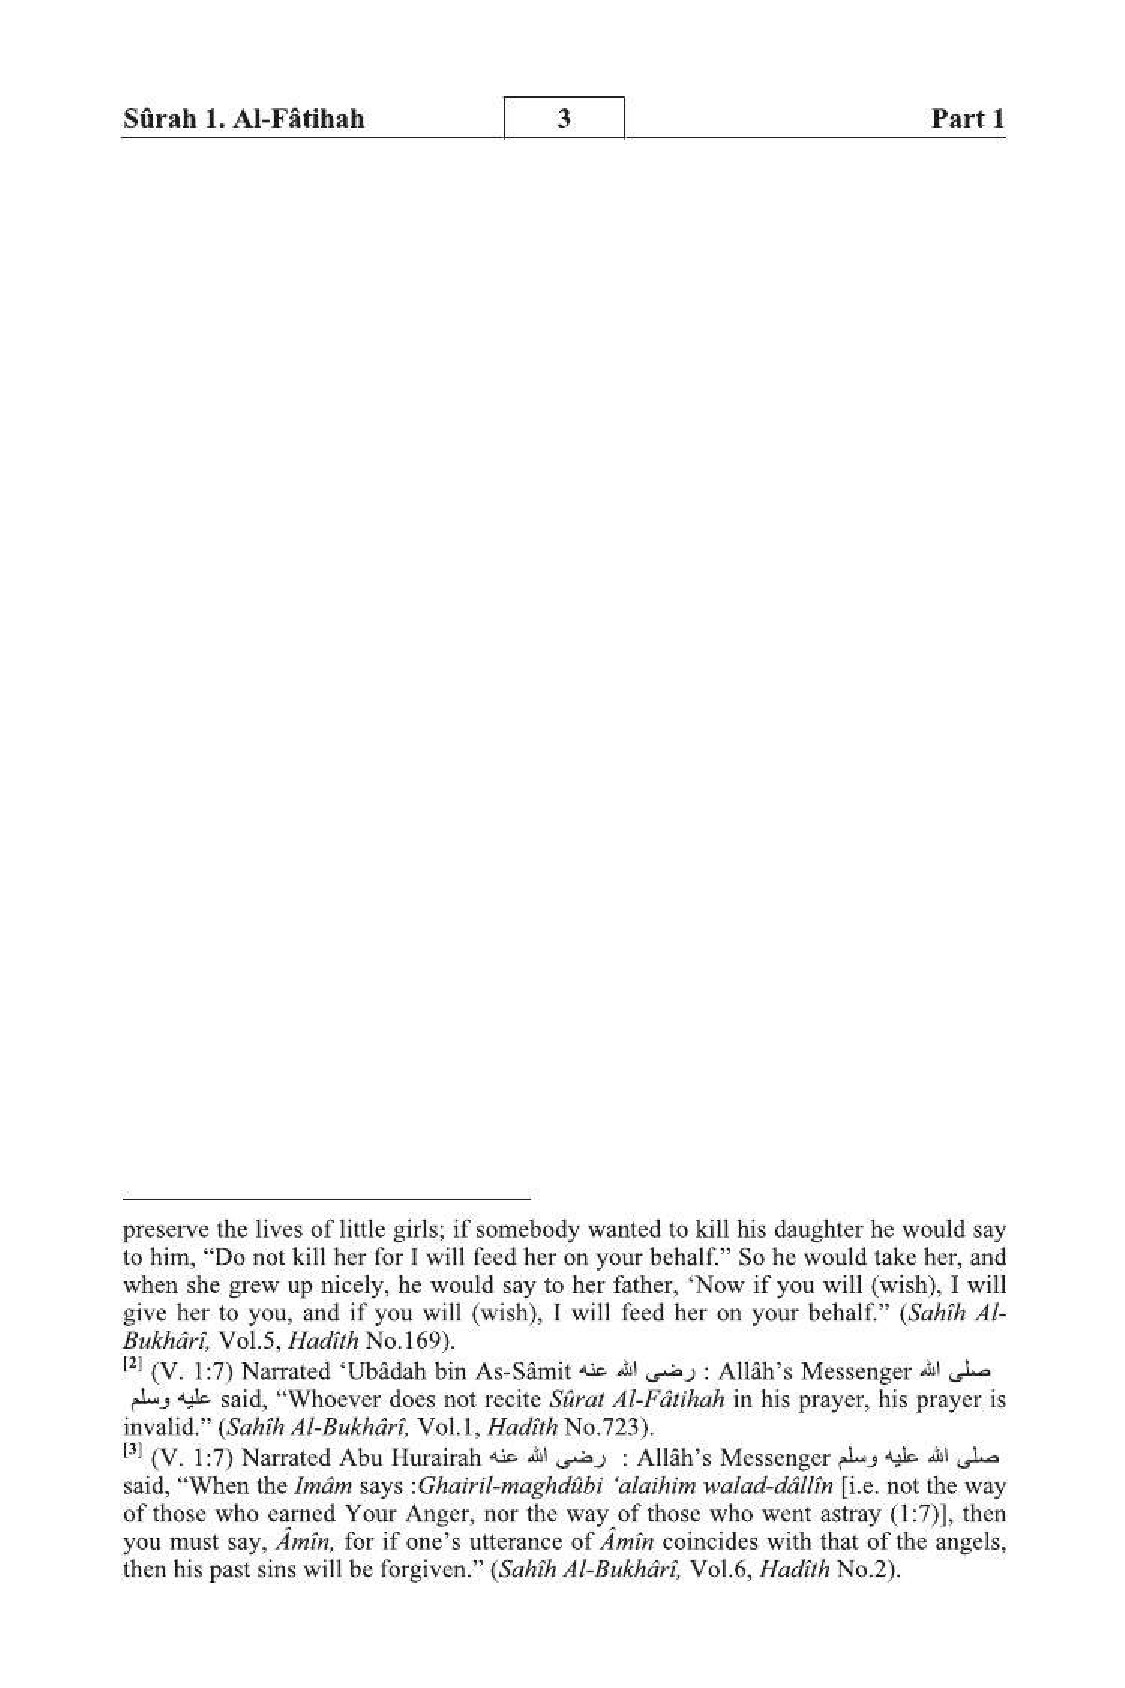 Sûrah 1. Al-Fâtihah 3 Part 1
preserve the lives of little girls; if somebody wanted to kill his daughter he would say
to him, “Do not kill her for I will feed her on your behalf.” So he would take her, and
when she grew up nicely, he would say to her father, ‘Now if you will (wish), I will
give her to you, and if you will (wish), I will feed her on your behalf.” (Sahîh Al-
Bukhârî, Vol.5, Hadîth No.169).
[2] (V. 1:7) Narrated ‘Ubâdah bin As-Sâmit رضى الله عنه : Allâh’s Messenger صلى الله
عليه وسلم said, “Whoever does not recite Sûrat Al-Fâtihah in his prayer, his prayer is
invalid.” (Sahîh Al-Bukhârî, Vol.1, Hadîth No.723).
[3] (V. 1:7) Narrated Abu Hurairah رضى الله عنه : Allâh’s Messenger صلى الله عليه وسلم
said, “When the Imâm says :Ghairil-maghdûbi ‘alaihim walad-dâllîn [i.e. not the way
of those who earned Your Anger, nor the way of those who went astray (1:7)], then
you must say, Âmîn, for if one’s utterance of Âmîn coincides with that of the angels,
then his past sins will be forgiven.” (Sahîh Al-Bukhârî, Vol.6, Hadîth No.2).